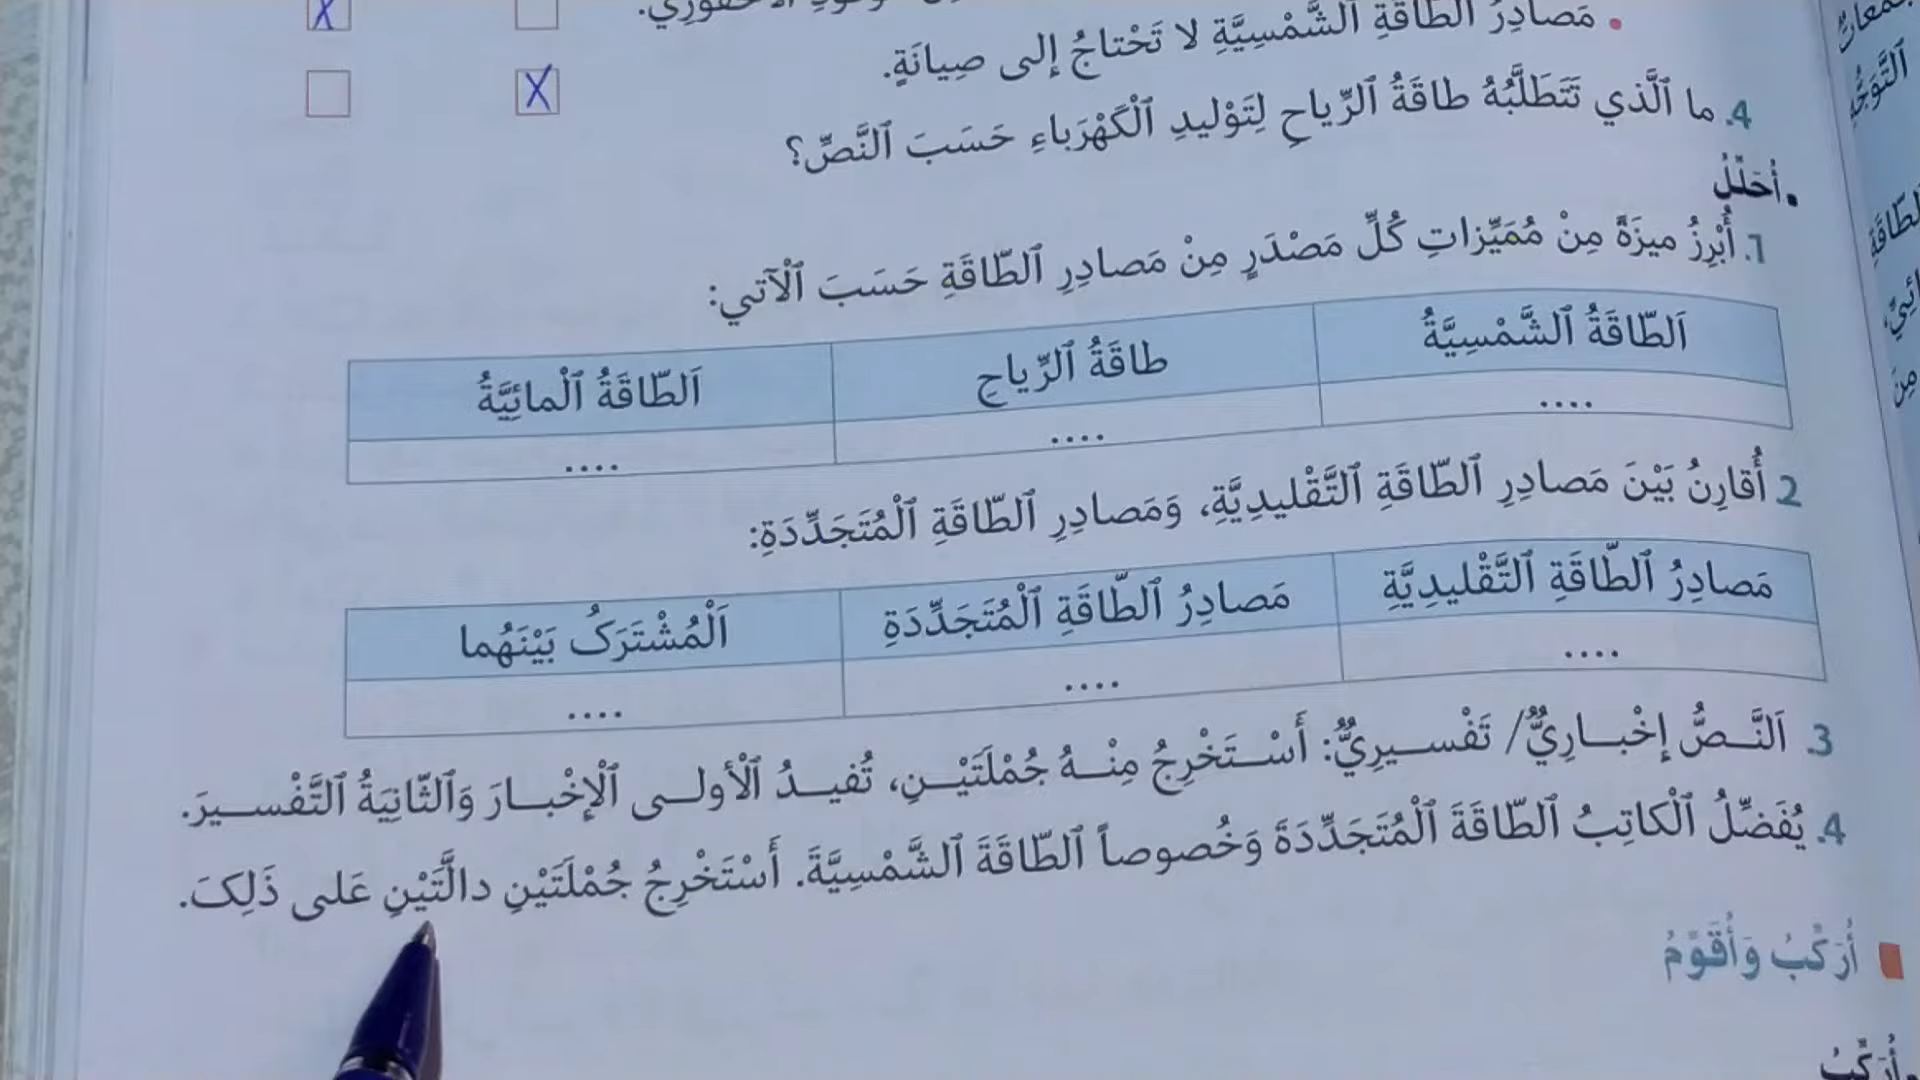 مَصادِرُ ٱلطّاقَةِ ٱلشَّمْسِيَّةِ لا تَحْتاجُ إِلى صِيانَةٍ.
X
X
4. ما ٱلَّذي تَتَطَلَّبُهُ طاقَةُ ٱلرِّياحِ لِتَوْليدِ ٱلْكَهْرَباءِ حَسَبَ ٱلنَّصِّ؟
أُحَلِّلُ
1. أُبْرِزُ ميزَةً مِنْ مُمَيِّزاتِ كُلِّ مَصْدَرٍ مِنْ مَصادِرِ ٱلطّاقَةِ حَسَبَ ٱلْآتي:
اَلطّاقَةُ ٱلشَّمْسِيَّةُ
طاقَةُ ٱلرِّياحِ
اَلطّاقَةُ ٱلْمائِيَّةُ
....
....
....
2 أُقارِنُ بَيْنَ مَصادِرِ ٱلطّاقَةِ ٱلتَّقْليدِيَّةِ، وَمَصادِرِ ٱلطّاقَةِ ٱلْمُتَجَدِّدَةِ:
مَصادِرُ ٱلطّاقَةِ ٱلتَّقْليدِيَّةِ
مَصادِرُ ٱلطّاقَةِ ٱلْمُتَجَدِّدَةِ
اَلْمُشْتَرَكُ بَيْنَهُما
....
....
....
3. اَلنَّصُّ إِخْبارِيٌّ/ تَفْسيرِيٌّ: أَسْتَخْرِجُ مِنْهُ جُمْلَتَيْنِ، تُفيدُ ٱلْأولى ٱلْإِخْبارَ وَٱلثّانِيَةُ ٱلتَّفْسيرَ.
4. يُفَضِّلُ ٱلْكاتِبُ ٱلطّاقَةَ ٱلْمُتَجَدِّدَةَ وَخُصوصاً ٱلطّاقَةَ ٱلشَّمْسِيَّةَ. أَسْتَخْرِجُ جُمْلَتَيْنِ دالَّتَيْنِ عَلى ذَلِكَ.
أُرَكِّبُ وَأُقَوِّمُ
أُرَكِّبُ